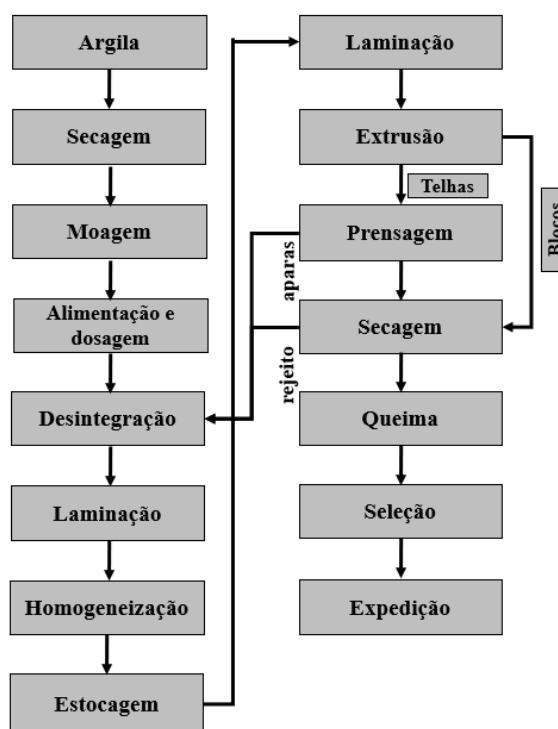 Argila
Secagem
Moagem
Alimentação e
dosagem
Desintegração
Laminação
Homogeneização
Estocagem
Laminação
Extrusão
Telhas
Blocos
Prensagem
aparas
Secagem
rejeito
Queima
Seleção
Expedição